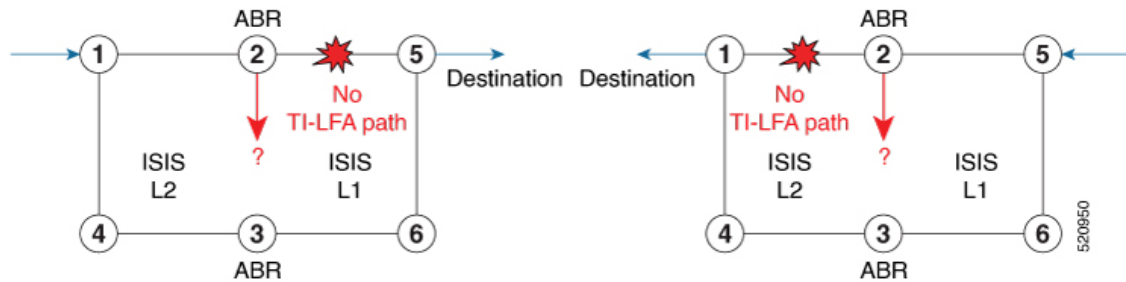 ABR
1
2
5
Destination
No
TI-LFA path
?
ISIS
L2
ISIS
L1
4
3
6
ABR
ABR
1
2
5
Destination
No
TI-LFA path
?
ISIS
L2
ISIS
L1
4
3
6
ABR
520950